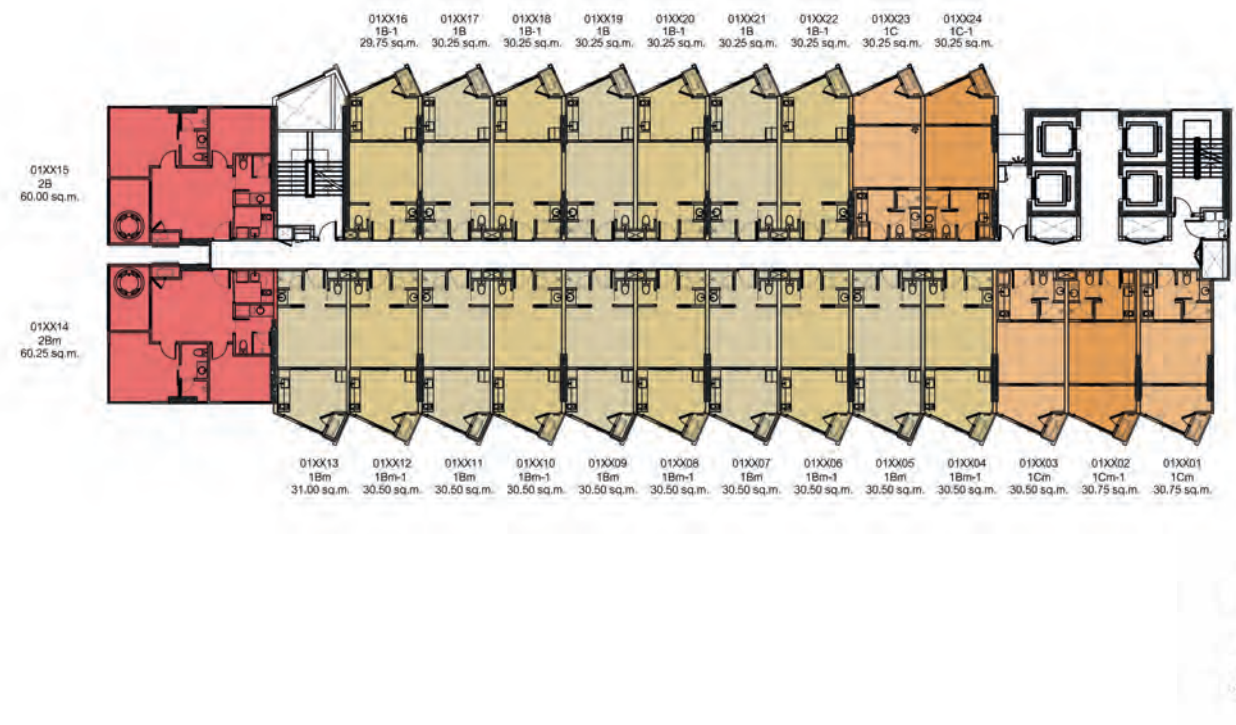 01XX16
1B-1
29.75 sq.m.
01XX17
1B
30.25 sq.m.
01XX18
1B-1
30.25 sq.m.
01XX19
1B
30.25 sq.m.
01XX20
1B-1
30.25 sq.m.
01XX21
1B
30.25 sq.m.
01XX22
1B-1
30.25 sq.m.
01XX23
1C
30.25 sq.m.
01XX24
1C-1
30.25 sq.m.
01XX15
2B
60.00 sq.m.
01XX14
2Bm
60.25 sq.m.
01XX13
1Bm
31.00 sq.m.
01XX12
1Bm-1
30.50 sq.m.
01XX11
1Bm
30.50 sq.m.
01XX10
1Bm-1
30.50 sq.m.
01XX09
1Bm
30.50 sq.m.
01XX08
1Bm-1
30.50 sq.m.
01XX07
1Bm
30.50 sq.m.
01XX06
1Bm-1
30.50 sq.m.
01XX05
1Bm
30.50 sq.m.
01XX04
1Bm-1
30.50 sq.m.
01XX03
1Cm
30.50 sq.m.
01XX02
1Cm-1
30.75 sq.m.
01XX01
1Cm
30.75 sq.m.